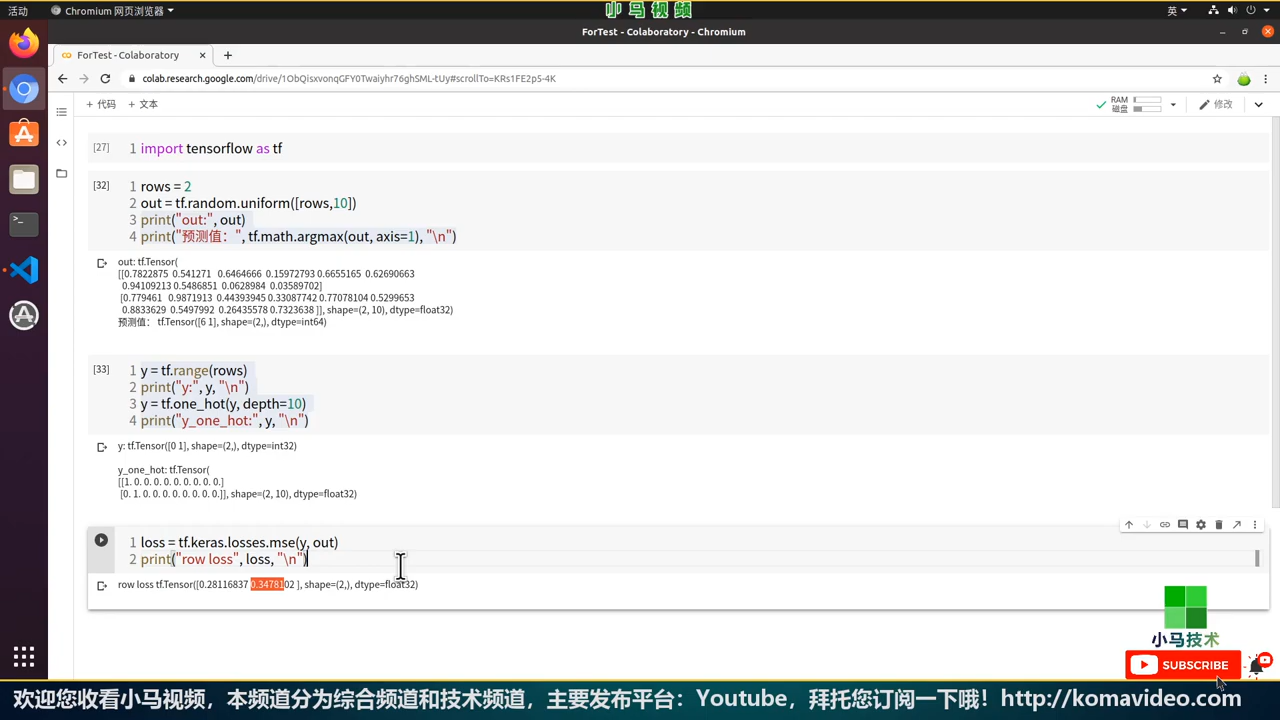 活动
Chromium 网页浏览器
小马视频
英
ForTest - Colaboratory - Chromium
ForTest - Colaboratory
colab.research.google.com/drive/1ObQisxvonqGFY0Twaiyhr76ghSML-tUy#scrollTo=KRs1FE2p5-4K
+ 代码 + 文本
RAM
磁盘
修改
[27]
1 import tensorflow as tf
[32]
1 rows = 2
2 out = tf.random.uniform([rows,10])
3 print("out:", out)
4 print("预测值：", tf.math.argmax(out, axis=1), "\n")
out: tf.Tensor(
[[0.7822875 0.541271 0.6464666 0.15972793 0.6655165 0.62690663
0.94109213 0.5486851 0.0628984 0.03589702]
[0.779461 0.9871913 0.44393945 0.33087742 0.77078104 0.5299653
0.8833629 0.5497992 0.26435578 0.7323638 ]], shape=(2, 10), dtype=float32)
预测值： tf.Tensor([6 1], shape=(2,), dtype=int64)
[33]
1 y = tf.range(rows)
2 print("y:", y, "\n")
3 y = tf.one_hot(y, depth=10)
4 print("y_one_hot:", y, "\n")
y: tf.Tensor([0 1], shape=(2,), dtype=int32)
y_one_hot: tf.Tensor(
[[1. 0. 0. 0. 0. 0. 0. 0. 0. 0.]
[0. 1. 0. 0. 0. 0. 0. 0. 0. 0.]], shape=(2, 10), dtype=float32)
1 loss = tf.keras.losses.mse(y, out)
2 print("row loss", loss, "\n")
row loss tf.Tensor([0.28116837 0.3478102 ], shape=(2,), dtype=float32)
小马技术
SUBSCRIBE
欢迎您收看小马视频，本频道分为综合频道和技术频道，主要发布平台：Youtube，拜托您订阅一下哦！http://komavideo.com